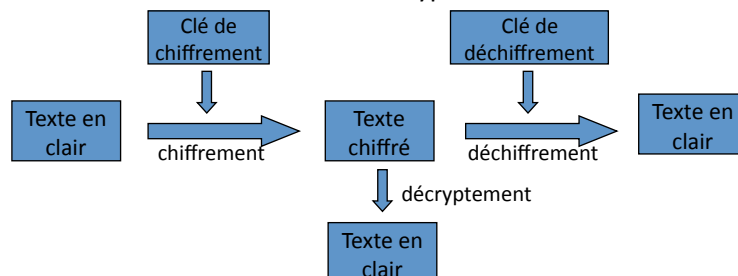 Clé de
chiffrement
Clé de
déchiffrement
Texte en
clair
chiffrement
Texte
chiffré
déchiffrement
Texte en
clair
décryptement
Texte en
clair